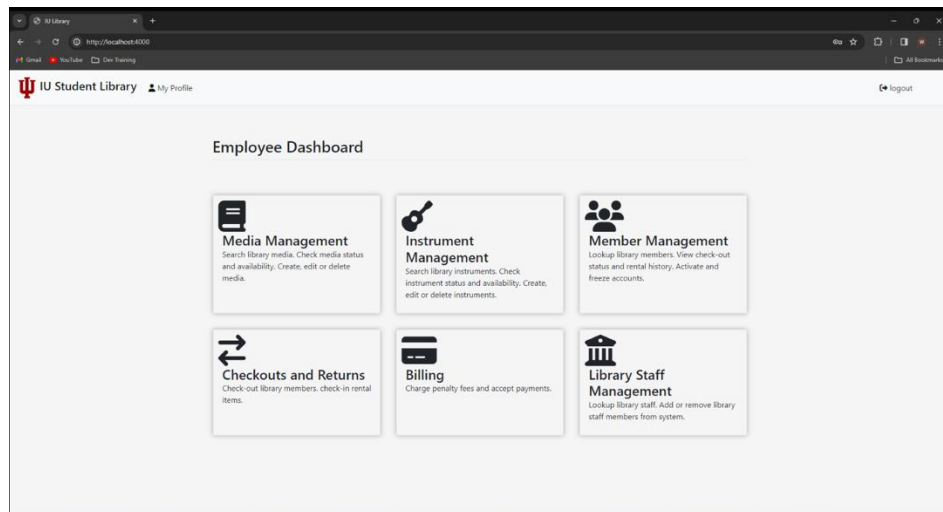 IU Library
http://localhost:4000
Gmail
YouTube
Dev Training
All Bookmarks
IU Student Library
My Profile
logout
Employee Dashboard
Media Management
Search library media. Check media status
and availability. Create, edit or delete
media.
Instrument
Management
Search library instruments. Check
instrument status and availability. Create,
edit or delete instruments.
Member Management
Lookup library members. View check-out
status and rental history. Activate and
freeze accounts.
Checkouts and Returns
Check-out library members. check-in rental
items.
Billing
Charge penalty fees and accept payments.
Library Staff
Management
Lookup library staff. Add or remove library
staff members from system.